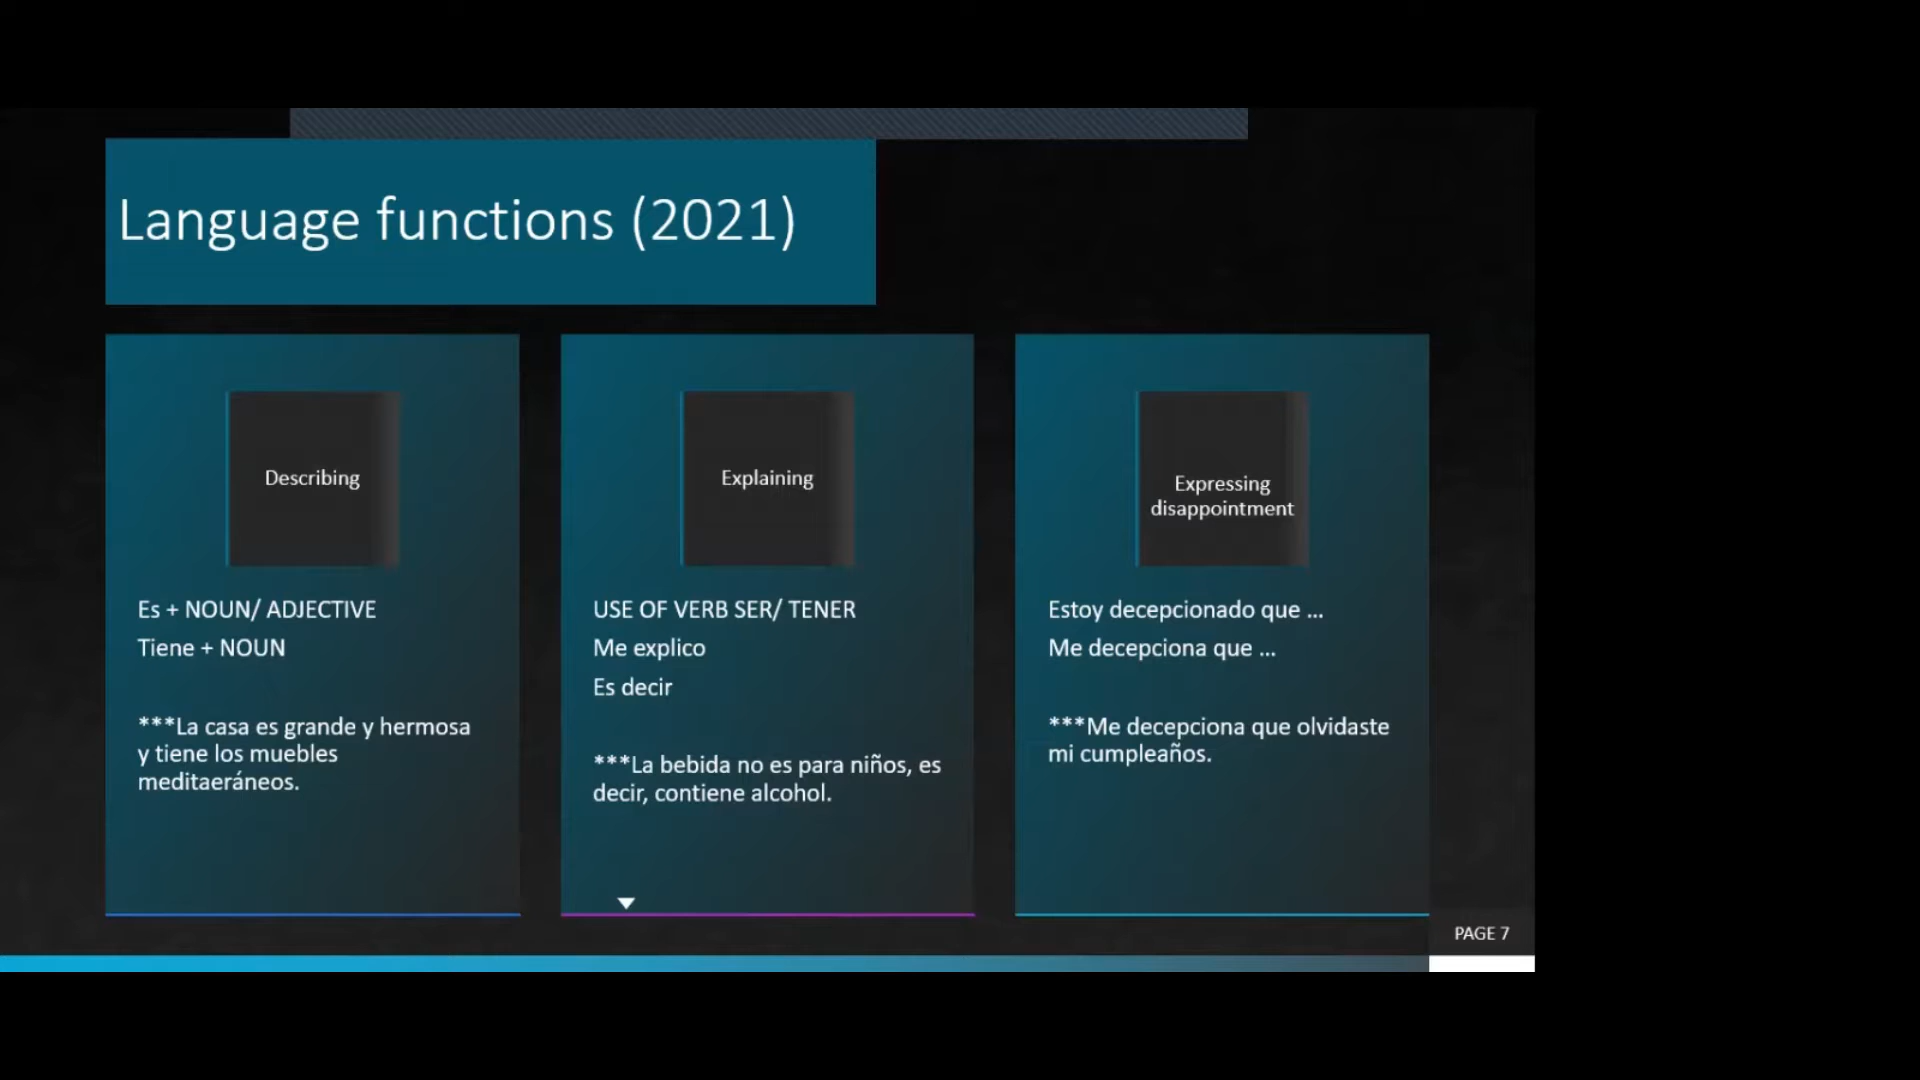 Language functions (2021)
Describing
Es + NOUN/ ADJECTIVE
Tiene + NOUN
***La casa es grande y hermosa
y tiene los muebles
meditaeráneos.
Explaining
USE OF VERB SER/ TENER
Me explico
Es decir
***La bebida no es para niños, es
decir, contiene alcohol.
Expressing
disappointment
Estoy decepcionado que ...
Me decepciona que ...
***Me decepciona que olvidaste
mi cumpleaños.
PAGE 7